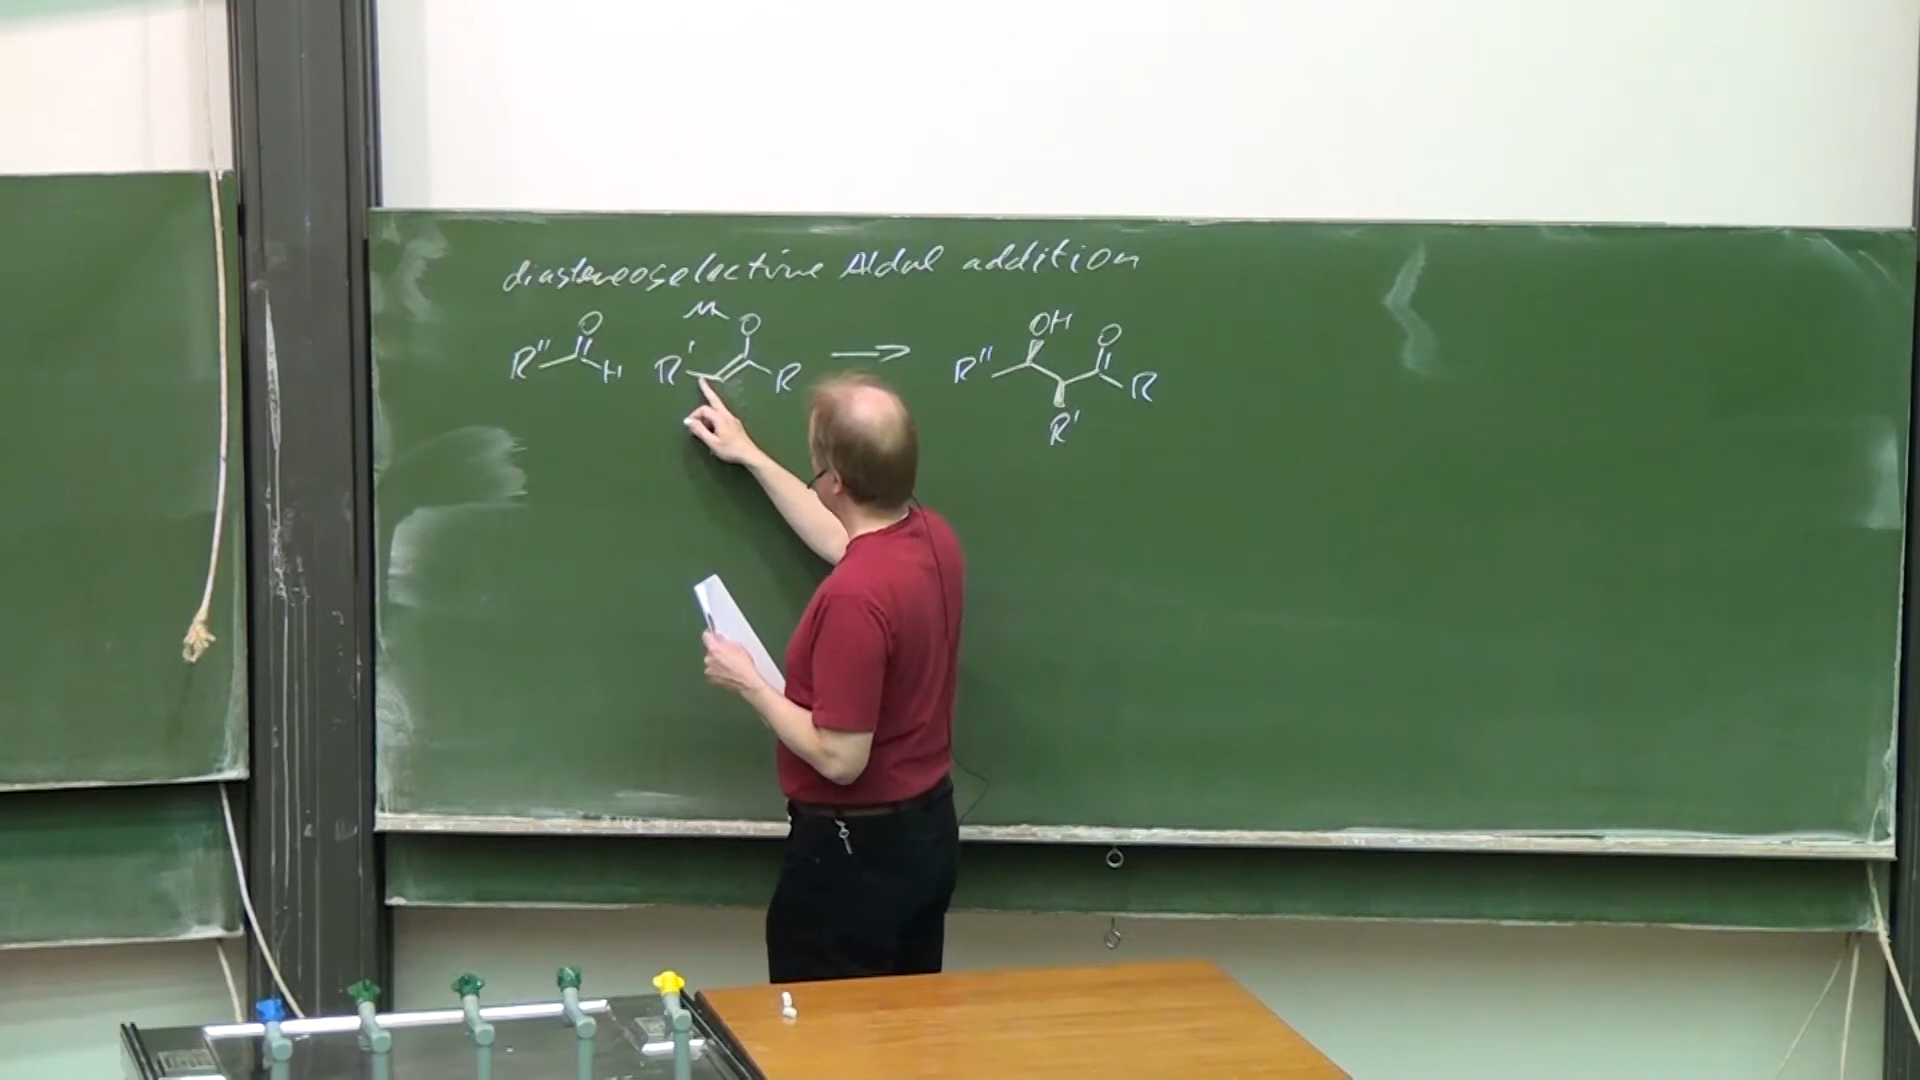 diastereoselective Aldol addition
M
O O OH O
R" H R' R → R" R
R'